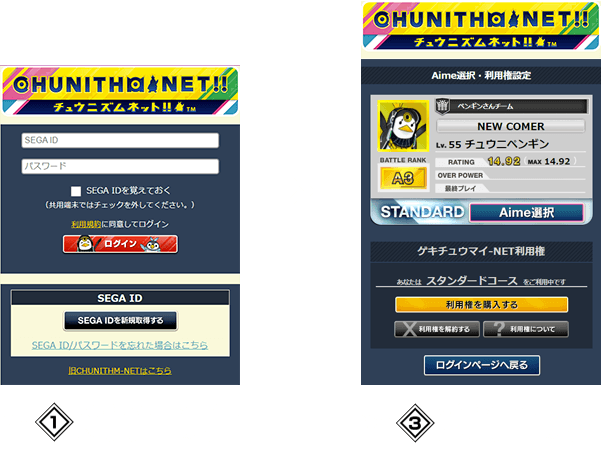 CHUNITHM-NET!!
チュウニズムネット!! TM
SEGA ID
パスワード
SEGA IDを覚えておく
(共用端末ではチェックを外してください。)
利用規約に同意してログイン
ログイン
SEGA ID
SEGA IDを新規取得する
SEGA ID/パスワードを忘れた場合はこちら
旧CHUNITHM-NETはこちら
1
CHUNITHM-NET!!
チュウニズムネット!! TM
Aime選択・利用権設定
ペンギンさんチーム
NEW COMER
Lv. 55 チュウニペンギン
BATTLE RANK
A3
RATING 14.92 MAX 14.92
OVER POWER
最終プレイ
STANDARD
Aime選択
ゲキチュウマイ-NET利用権
あなたは スタンダードコース をご利用中です
利用権を購入する
X 利用権を解約する
? 利用権について
ログインページへ戻る
3